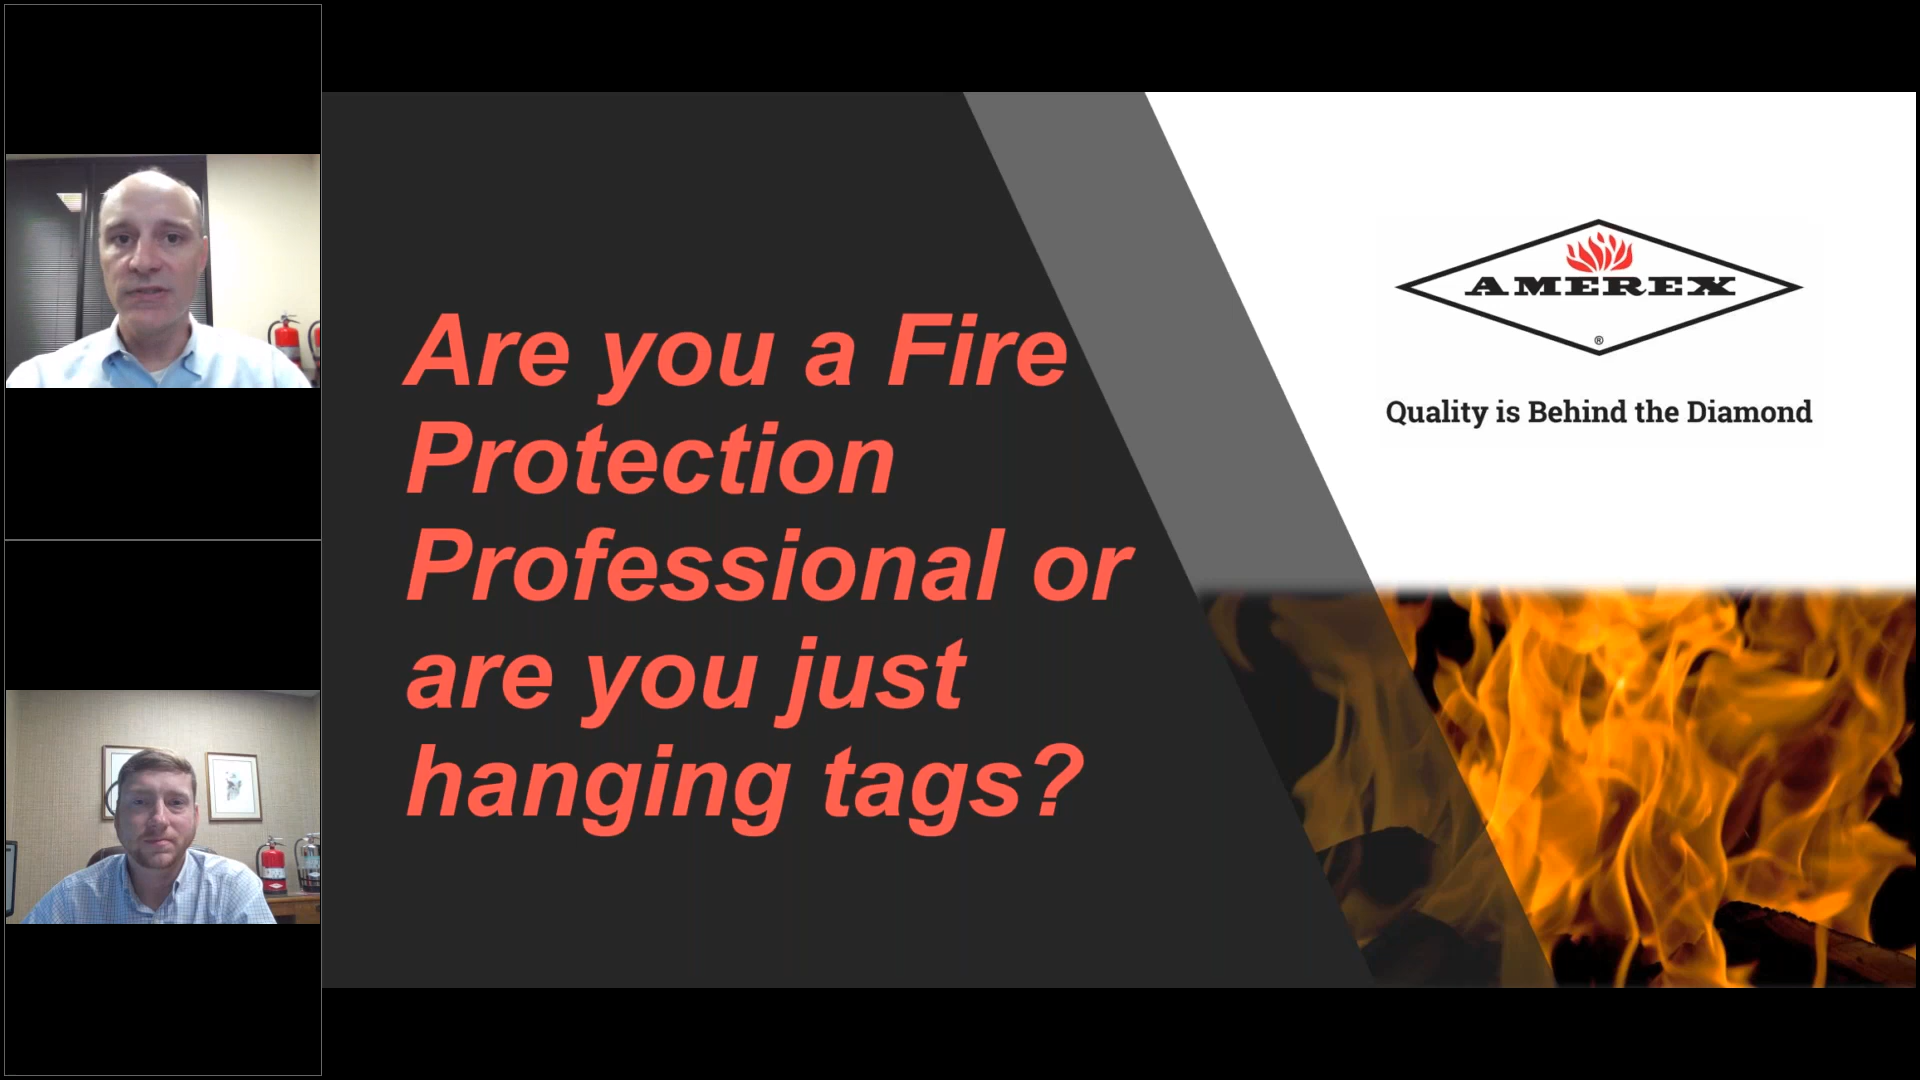 Are you a Fire
Protection
Professional or
are you just
hanging tags?
AMEREX
®
Quality is Behind the Diamond